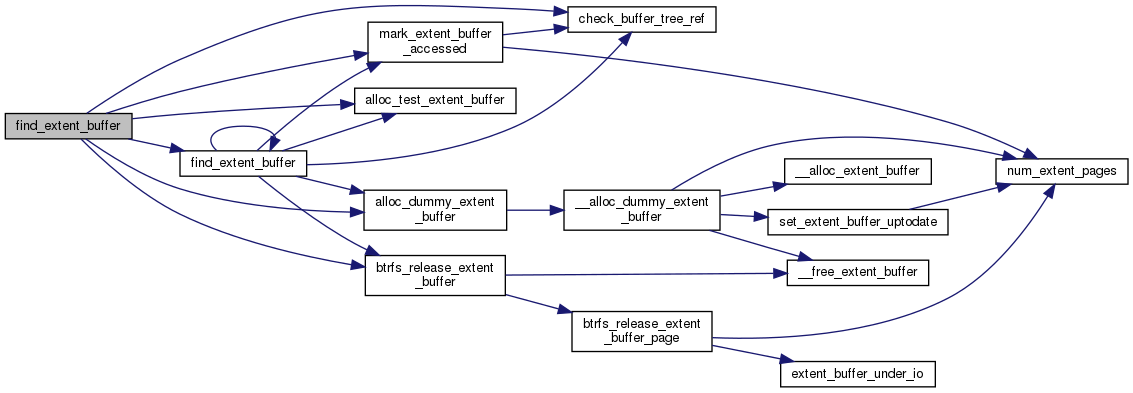 check_buffer_tree_ref
mark_extent_buffer
_accessed
alloc_test_extent_buffer
find_extent_buffer
find_extent_buffer
__alloc_extent_buffer
num_extent_pages
alloc_dummy_extent
_buffer
__alloc_dummy_extent
_buffer
set_extent_buffer_uptodate
btrfs_release_extent
_buffer
__free_extent_buffer
btrfs_release_extent
_buffer_page
extent_buffer_under_io